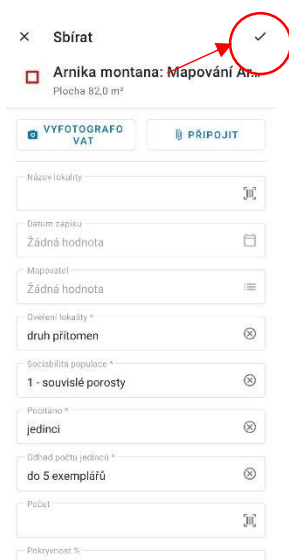 Sbírat
Arnika montana: Mapování Ar...
Plocha 82,0 m²
VYFOTOGRAFO
VAT
PŘIPOJIT
Název lokality
Datum zápisu
Žádná hodnota
Mapovatel
Žádná hodnota
Ověření lokality *
druh přítomen
Sociabilita populace *
1 - souvislé porosty
Počítáno *
jedinci
Odhad počtu jedinců *
do 5 exemplářů
Počet
Pokryvnost %